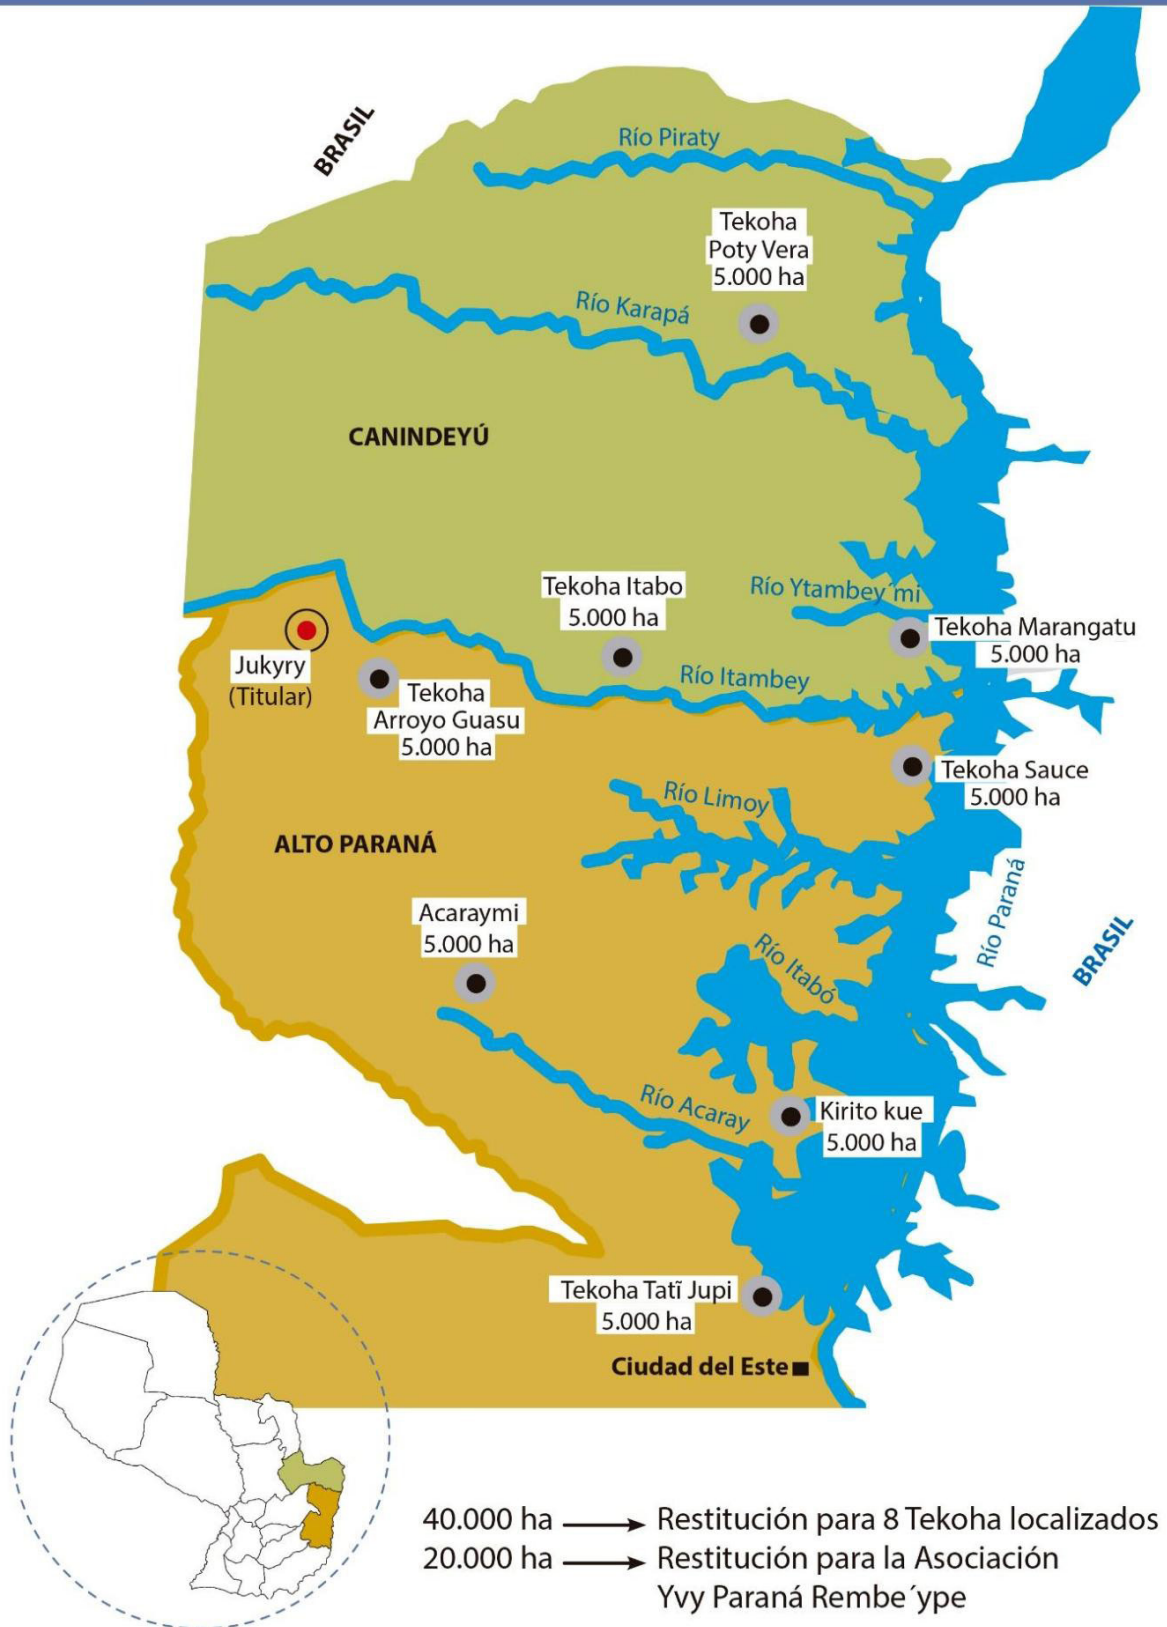 BRASIL
Río Piraty
Tekoha
Poty Vera
5.000 ha
Río Karapá
CANINDEYÚ
Tekoha Itabo
5.000 ha
Río Ytambey´mi
Tekoha Marangatu
5.000 ha
Jukyry
(Titular)
Río Itambey
Tekoha
Arroyo Guasu
5.000 ha
Tekoha Sauce
5.000 ha
Río Limoy
ALTO PARANÁ
Río Paraná
BRASIL
Acaraymi
5.000 ha
Río Itabó
Río Acaray
Kirito kue
5.000 ha
Tekoha Tatĩ Jupi
5.000 ha
Ciudad del Este
40.000 ha → Restitución para 8 Tekoha localizados
20.000 ha → Restitución para la Asociación
Yvy Paraná Rembe´ype